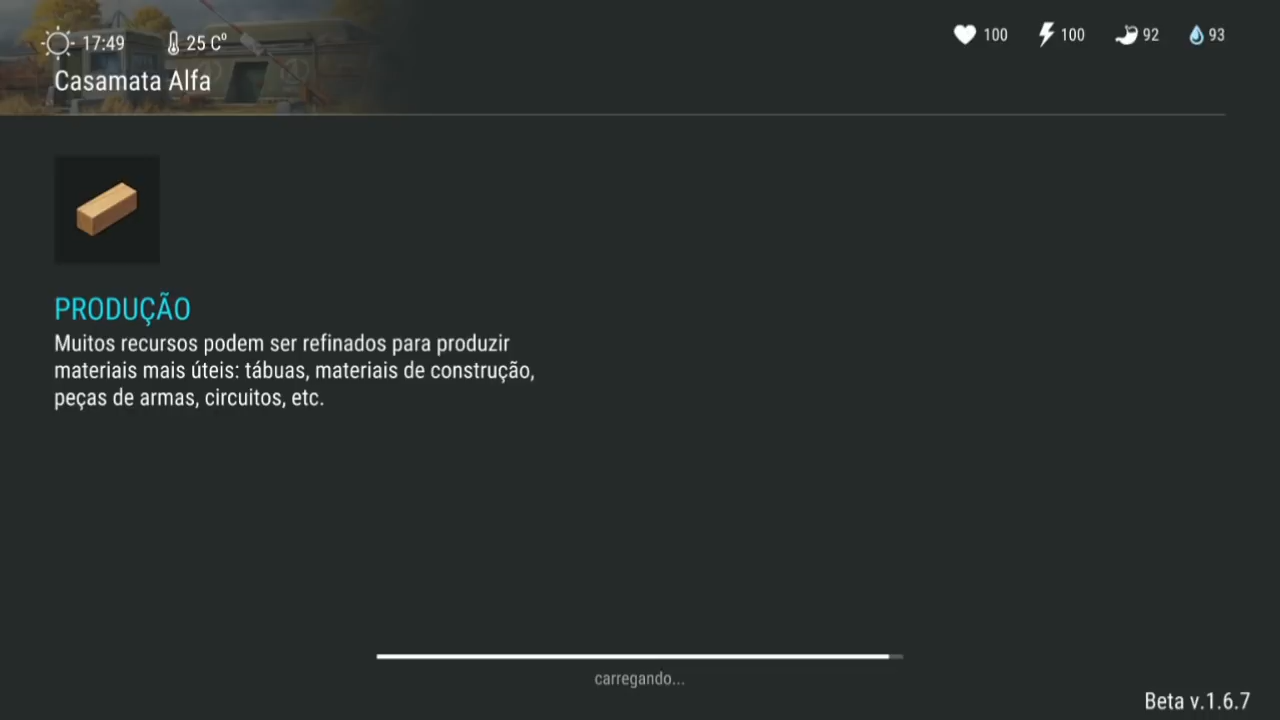 17:49 25 Cº 100 100 92 93
Casamata Alfa
PRODUÇÃO
Muitos recursos podem ser refinados para produzir
materiais mais úteis: tábuas, materiais de construção,
peças de armas, circuitos, etc.
carregando...
Beta v.1.6.7